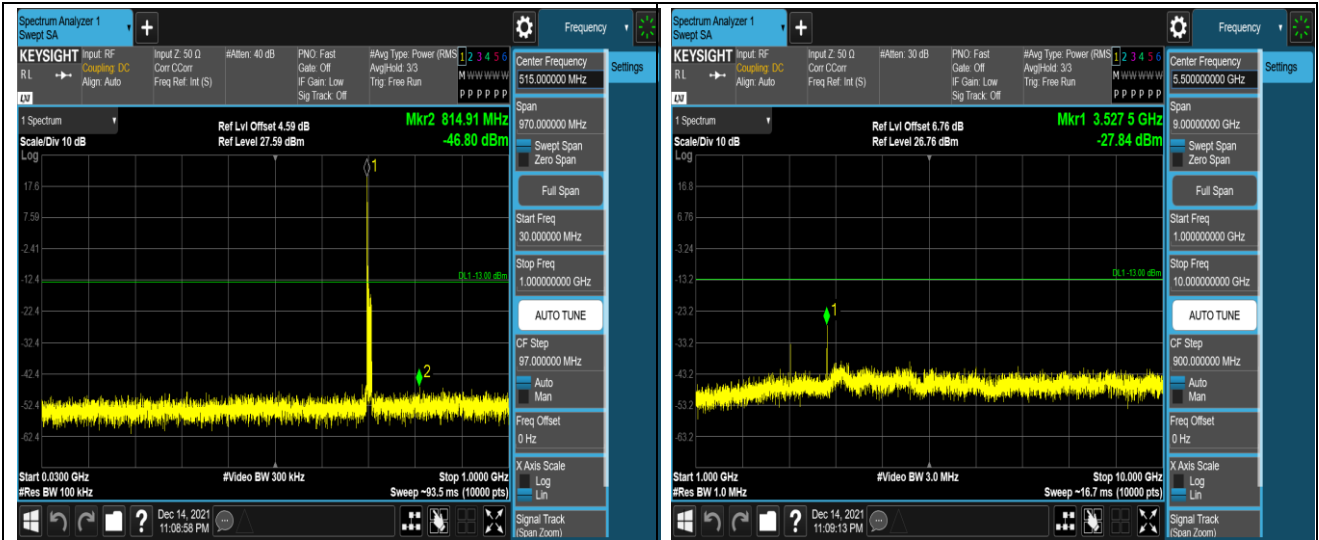 Spectrum Analyzer 1
Swept SA
+
Frequency
KEYSIGHT
RL
LXI
Input: RF
Coupling: DC
Align: Auto
Input Z: 50 Ω
Corr CCorr
Freq Ref: Int (S)
#Atten: 40 dB
PNO: Fast
Gate: Off
IF Gain: Low
Sig Track: Off
#Avg Type: Power (RMS
Avg|Hold: 3/3
Trig: Free Run
1 2 3 4 5 6
M W W W W W
P P P P P P
1 Spectrum
Scale/Div 10 dB
Log
Ref Lvl Offset 4.59 dB
Ref Level 27.59 dBm
Mkr2 814.91 MHz
-46.80 dBm
1
17.6
7.59
-2.41
DL1 -13.00 dBm
-12.4
-22.4
-32.4
-42.4
2
-52.4
-62.4
Start 0.0300 GHz
#Res BW 100 kHz
#Video BW 300 kHz
Stop 1.0000 GHz
Sweep ~93.5 ms (10000 pts)
?
Dec 14, 2021
11:08:58 PM
Center Frequency
515.000000 MHz
Settings
Span
970.000000 MHz
Swept Span
Zero Span
Full Span
Start Freq
30.000000 MHz
Stop Freq
1.000000000 GHz
AUTO TUNE
CF Step
97.000000 MHz
Auto
Man
Freq Offset
0 Hz
X Axis Scale
Log
Lin
Signal Track
(Span Zoom)
Spectrum Analyzer 1
Swept SA
+
Frequency
KEYSIGHT
RL
LXI
Input: RF
Coupling: DC
Align: Auto
Input Z: 50 Ω
Corr CCorr
Freq Ref: Int (S)
#Atten: 30 dB
PNO: Fast
Gate: Off
IF Gain: Low
Sig Track: Off
#Avg Type: Power (RMS
Avg|Hold: 3/3
Trig: Free Run
1 2 3 4 5 6
M W W W W W
P P P P P P
1 Spectrum
Scale/Div 10 dB
Log
Ref Lvl Offset 6.76 dB
Ref Level 26.76 dBm
Mkr1 3.527 5 GHz
-27.84 dBm
16.8
6.76
-3.24
DL1 -13.00 dBm
-13.2
1
-23.2
-33.2
-43.2
-53.2
-63.2
Start 1.000 GHz
#Res BW 1.0 MHz
#Video BW 3.0 MHz
Stop 10.000 GHz
Sweep ~16.7 ms (10000 pts)
?
Dec 14, 2021
11:09:13 PM
Center Frequency
5.500000000 GHz
Settings
Span
9.00000000 GHz
Swept Span
Zero Span
Full Span
Start Freq
1.000000000 GHz
Stop Freq
10.000000000 GHz
AUTO TUNE
CF Step
900.000000 MHz
Auto
Man
Freq Offset
0 Hz
X Axis Scale
Log
Lin
Signal Track
(Span Zoom)